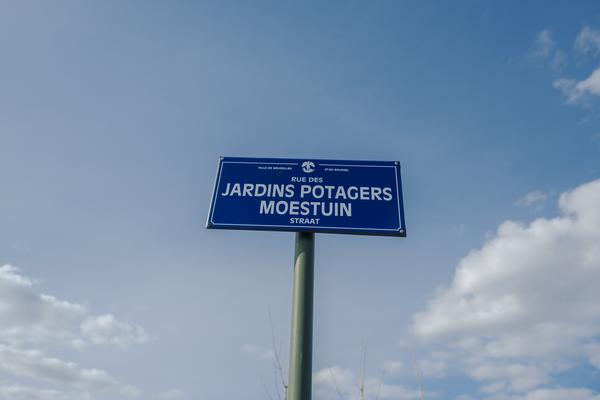 VILLE DE BRUXELLES STAD BRUSSEL
RUE DES
JARDINS POTAGERS
MOESTUIN
STRAAT